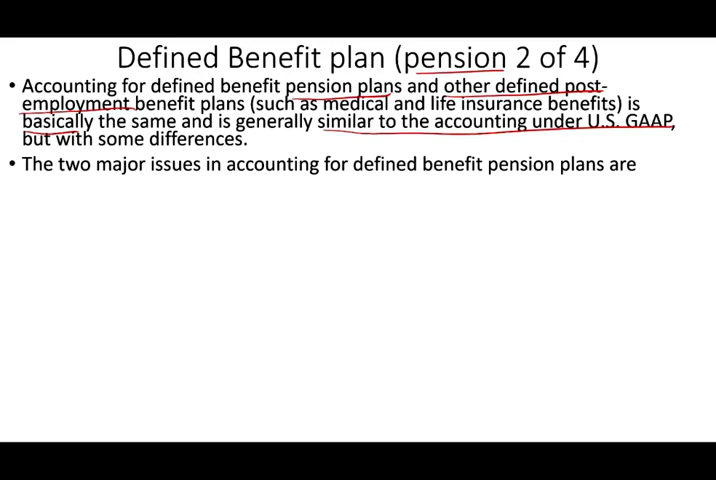 Defined Benefit plan (pension 2 of 4)
• Accounting for defined benefit pension plans and other defined post-
employment benefit plans (such as medical and life insurance benefits) is
basically the same and is generally similar to the accounting under U.S. GAAP,
but with some differences.
• The two major issues in accounting for defined benefit pension plans are